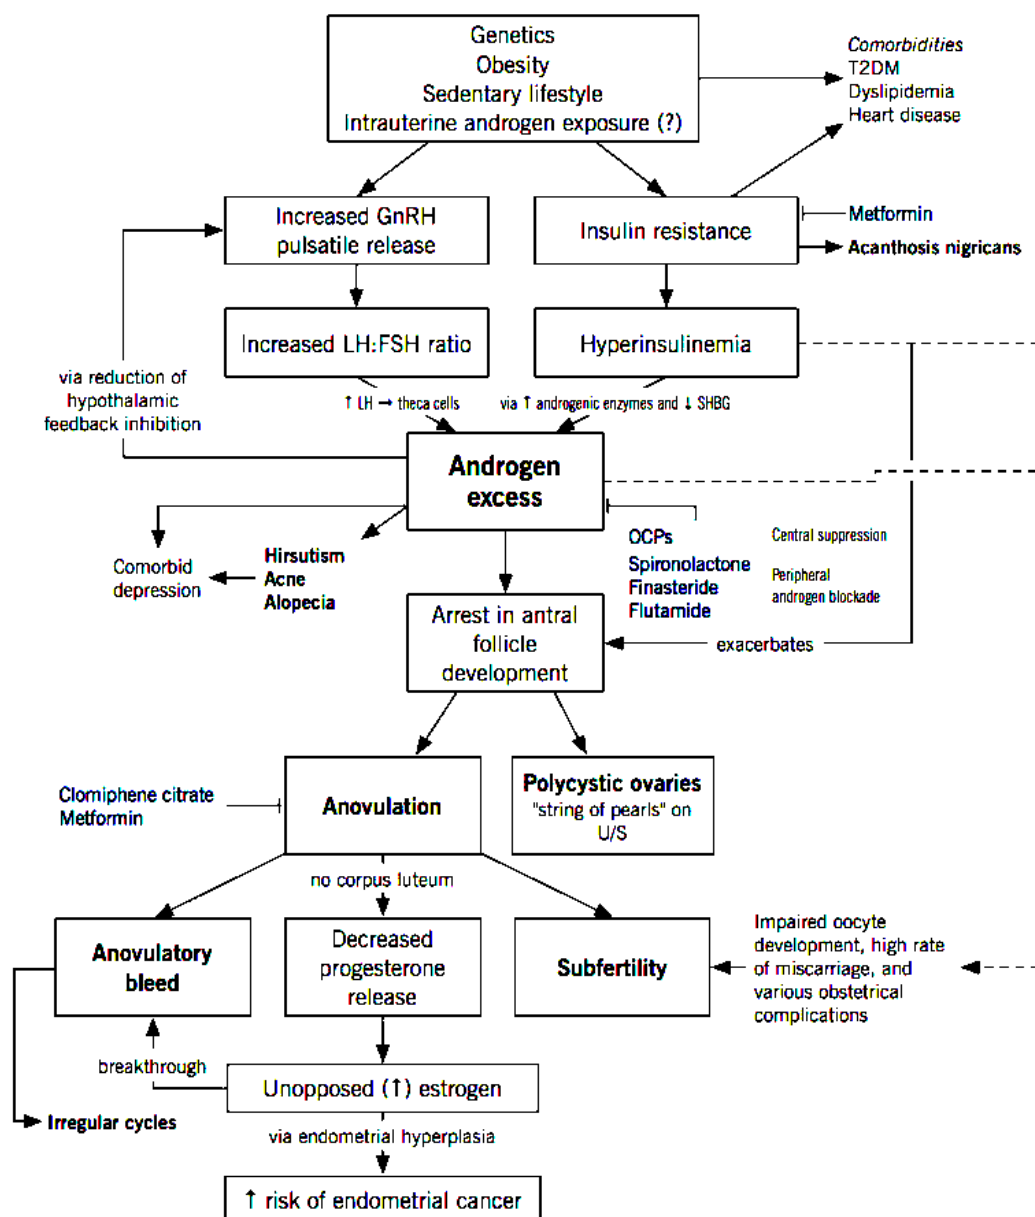 Genetics
Obesity
Sedentary lifestyle
Intrauterine androgen exposure (?)
Comorbidities
T2DM
Dyslipidemia
Heart disease
Increased GnRH
pulsatile release
Insulin resistance
Metformin
Acanthosis nigricans
Increased LH:FSH ratio
Hyperinsulinemia
via reduction of
hypothalamic
feedback inhibition
↑ LH → theca cells
via ↑ androgenic enzymes and ↓ SHBG
Androgen
excess
Comorbid
depression
Hirsutism
Acne
Alopecia
OCPs
Spironolactone
Finasteride
Flutamide
Central suppression
Peripheral
androgen blockade
Arrest in antral
follicle
development
exacerbates
Clomiphene citrate
Metformin
Anovulation
Polycystic ovaries
"string of pearls" on
U/S
no corpus luteum
Anovulatory
bleed
Decreased
progesterone
release
Subfertility
Impaired oocyte
development, high rate
of miscarriage, and
various obstetrical
complications
breakthrough
Unopposed (↑) estrogen
Irregular cycles
via endometrial hyperplasia
↑ risk of endometrial cancer